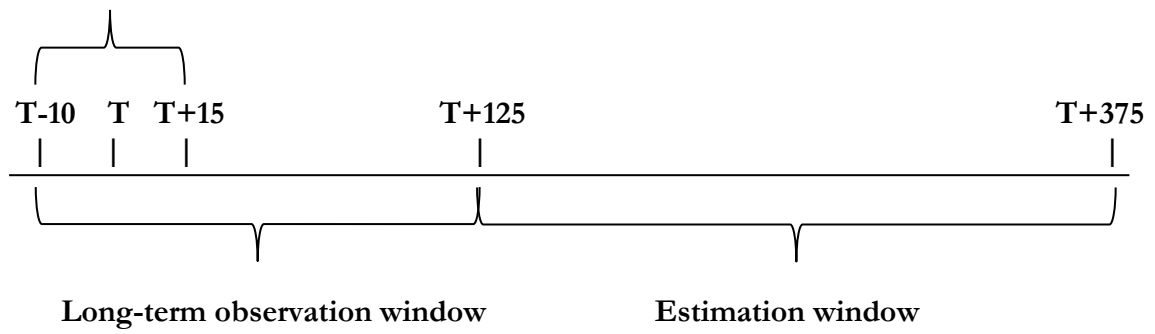 T-10 T T+15 T+125 T+375
Long-term observation window Estimation window